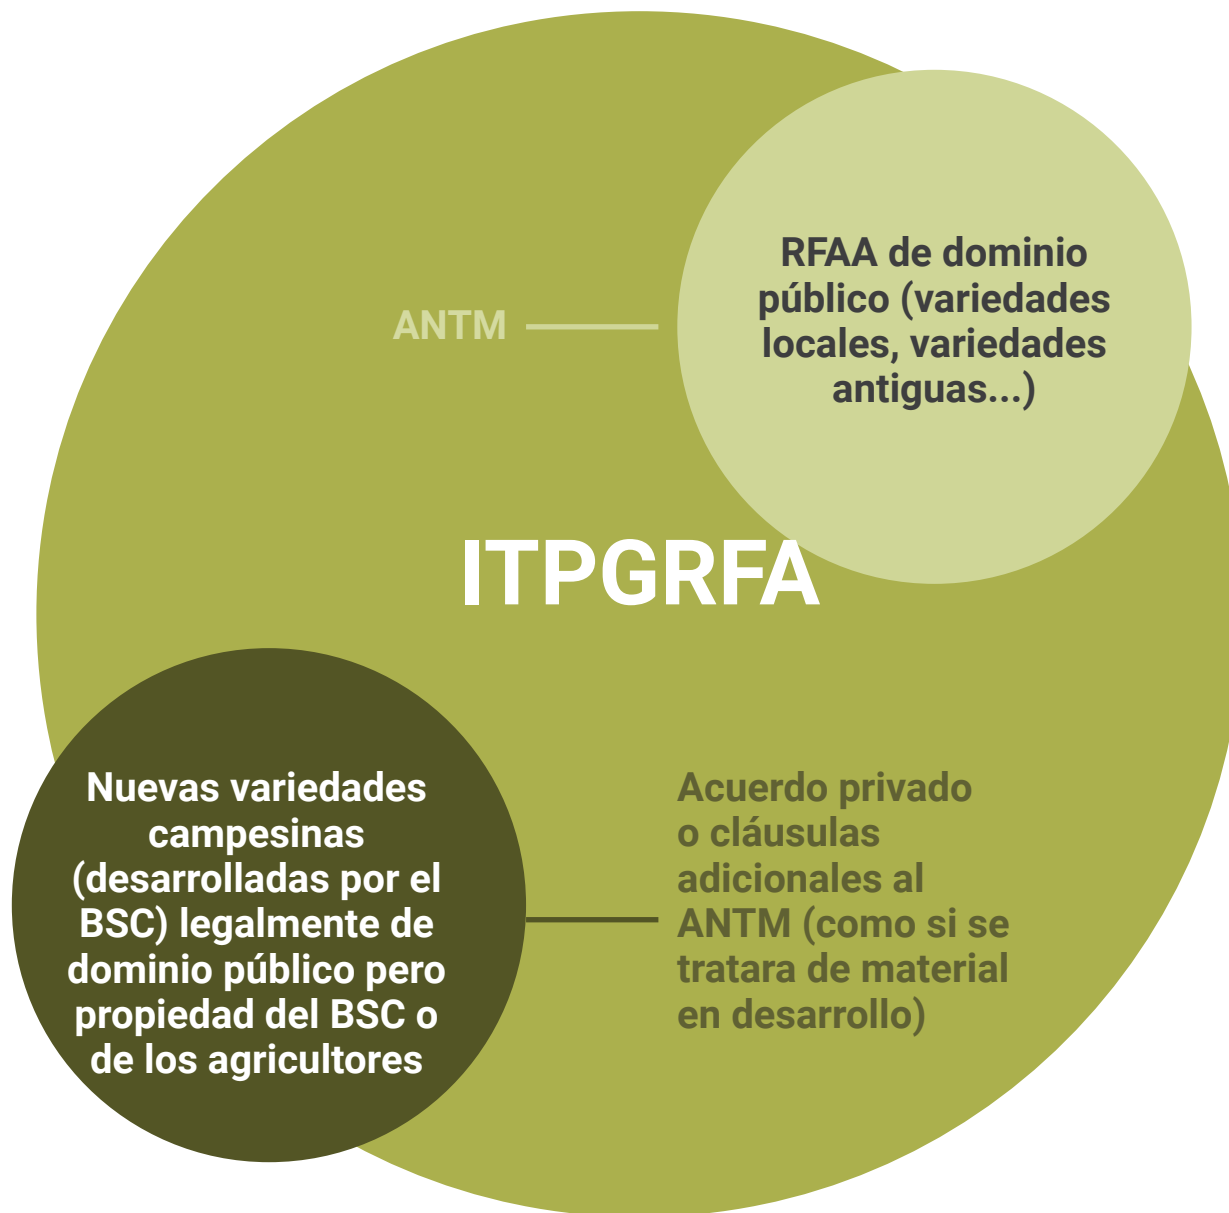 RFAA de dominio
público (variedades
locales, variedades
antiguas...)
ANTM
ITPGRFA
Nuevas variedades
campesinas
(desarrolladas por el
BSC) legalmente de
dominio público pero
propiedad del BSC o
de los agricultores
Acuerdo privado
o cláusulas
adicionales al
ANTM (como si se
tratara de material
en desarrollo)